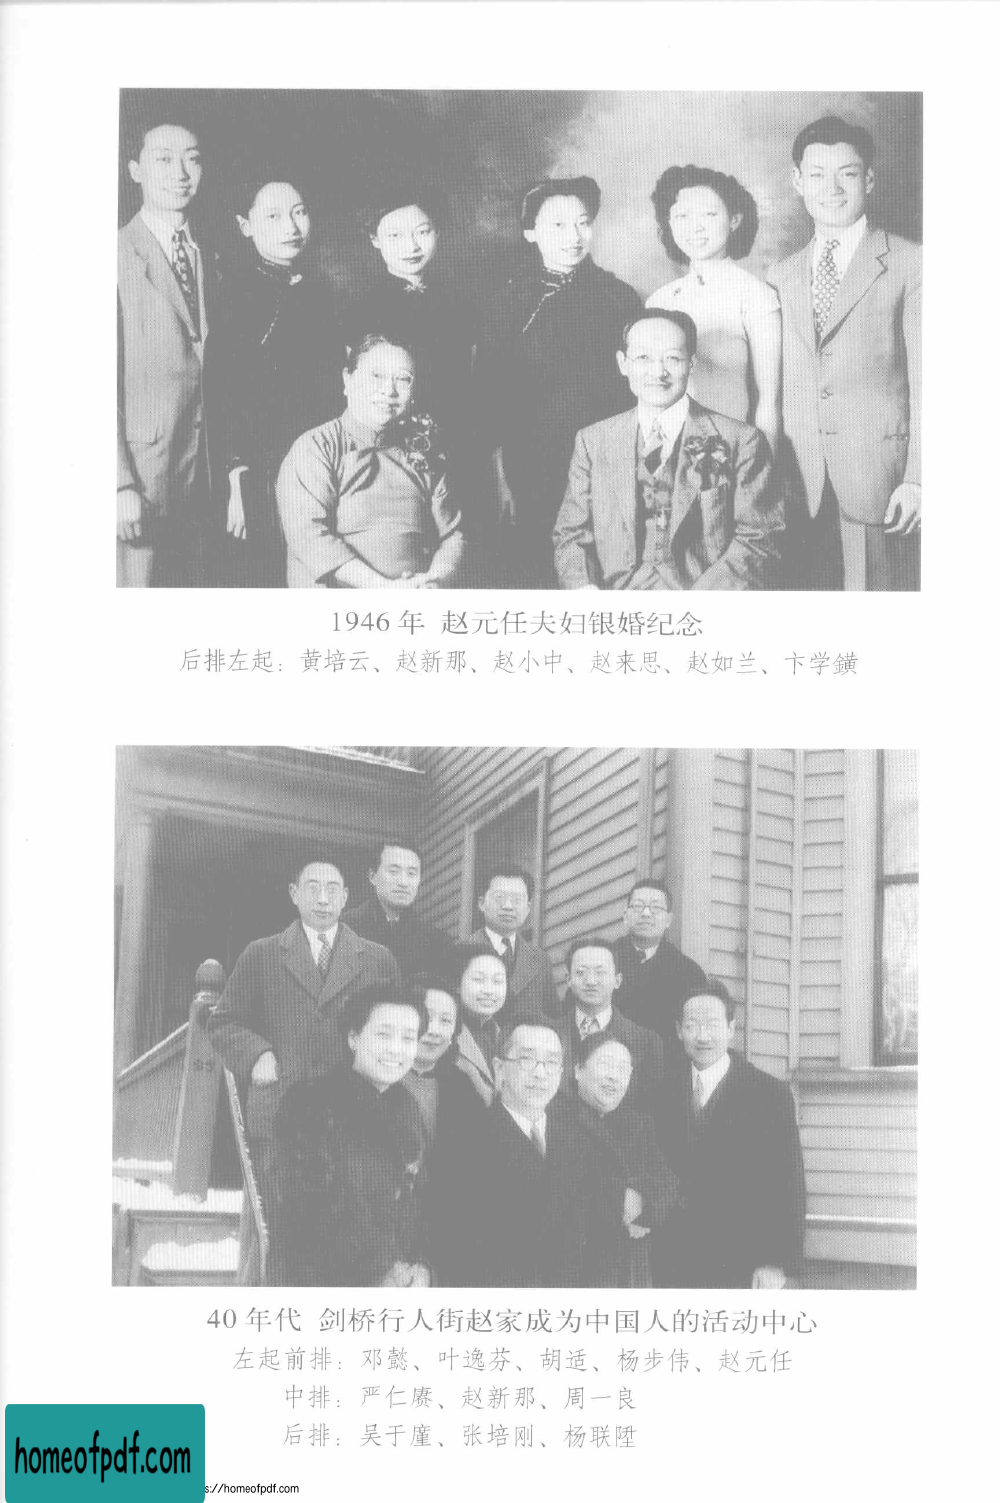 1946 年 赵元任夫妇银婚纪念
后排左起：黄培云、赵新那、赵小中、赵来思、赵如兰、卞学鐄
40 年代 剑桥行人街赵家成为中国人的活动中心
左起前排：邓懿、叶逸芬、胡适、杨步伟、赵元任
中排：严仁赓、赵新那、周一良
后排：吴于廑、张培刚、杨联陞
homeofpdf.com
s://homeofpdf.com